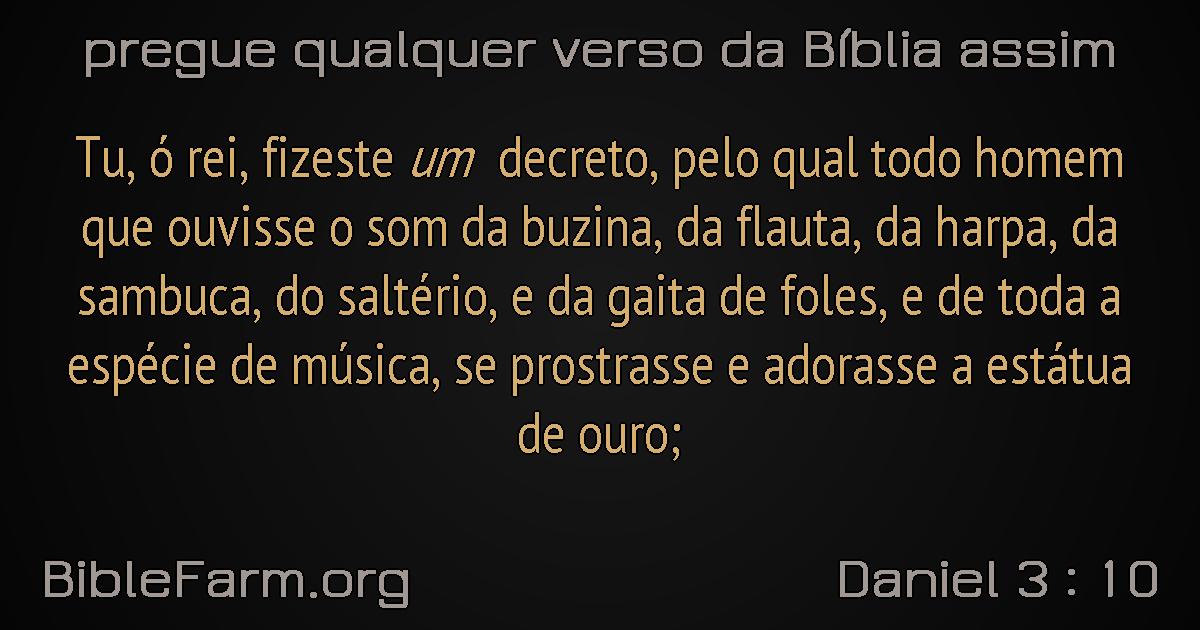 pregue qualquer verso da Bíblia assim
Tu, ó rei, fizeste um decreto, pelo qual todo homem
que ouvisse o som da buzina, da flauta, da harpa, da
sambuca, do saltério, e da gaita de foles, e de toda a
espécie de música, se prostrasse e adorasse a estátua
de ouro;
BibleFarm.org
Daniel 3 : 10